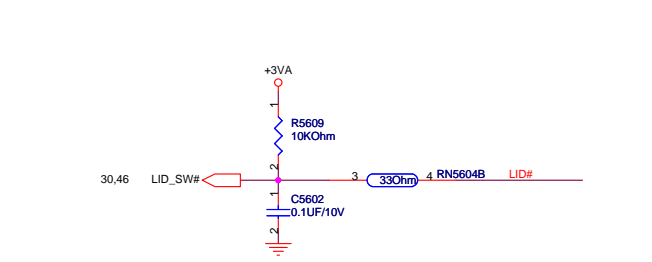 +3VA
1
R5609
10KOhm
2
30,46 LID_SW# 3 33Ohm 4 RN5604B LID#
1
C5602
0.1UF/10V
2